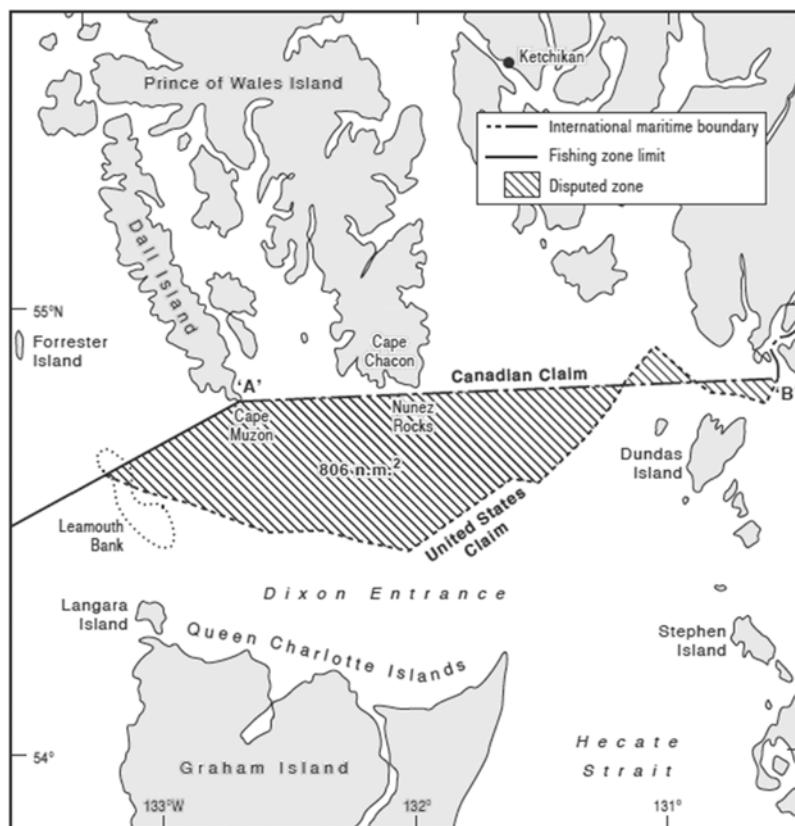 Ketchikan
Prince of Wales Island
International maritime boundary
Fishing zone limit
Disputed zone
Dall Island
55°N
Forrester
Island
Cape
Chacon
'A'
Canadian Claim
'B
Cape
Muzon
Nunez
Rocks
Dundas
Island
806 n.m.²
Leamouth
Bank
United States
Claim
Dixon Entrance
Langara
Island
Queen Charlotte Islands
Stephen
Island
Hecate
Strait
54°
Graham Island
133°W
132°
131°